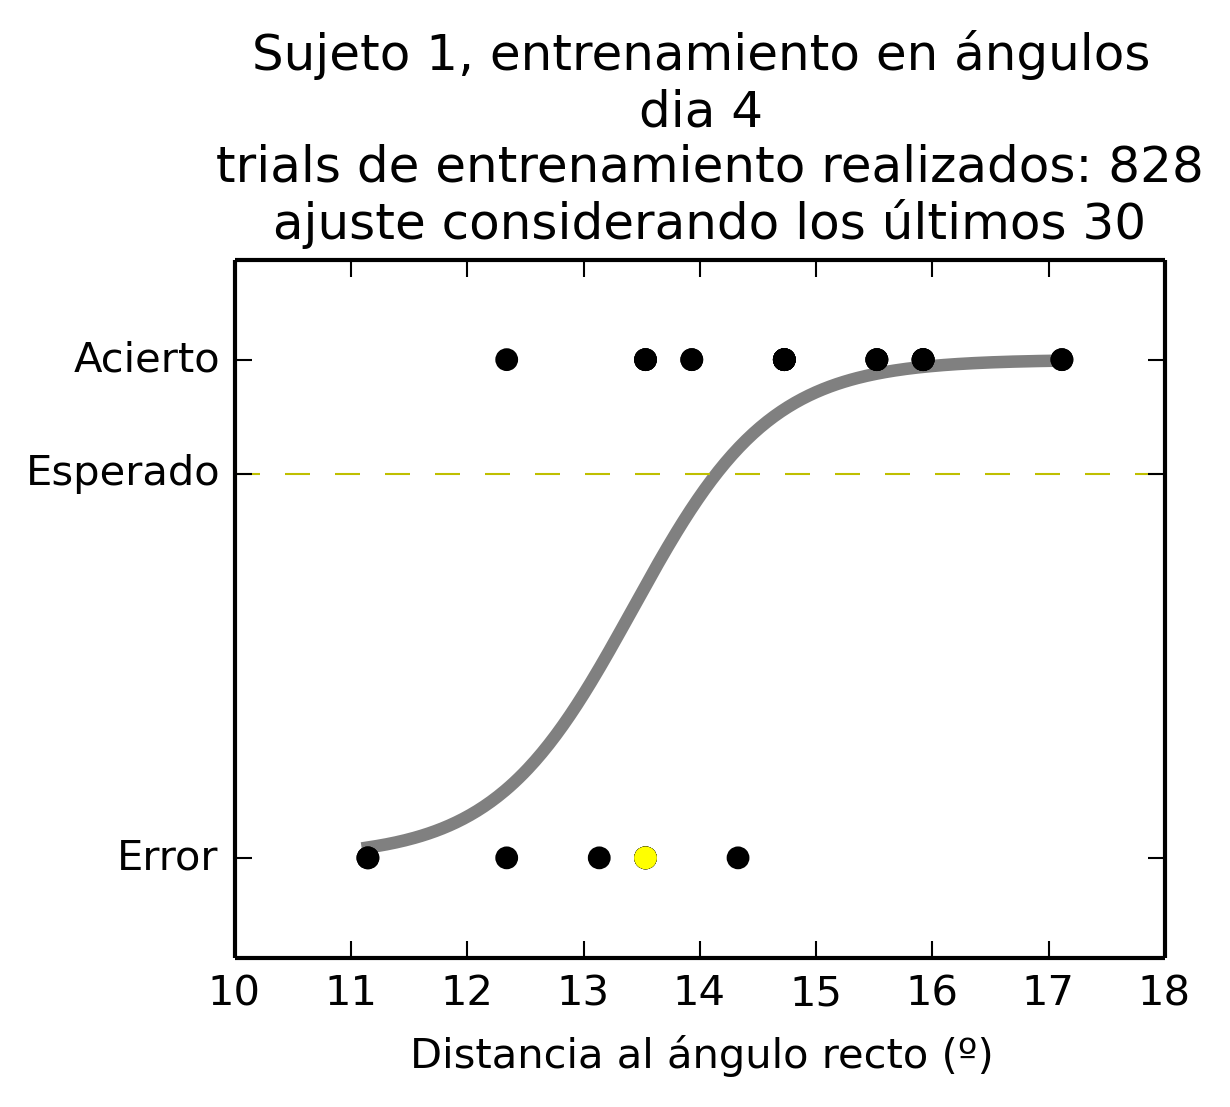 Sujeto 1, entrenamiento en ángulos
dia 4
trials de entrenamiento realizados: 828
ajuste considerando los últimos 30
Acierto
Esperado
Error
10 11 12 13 14 15 16 17 18
Distancia al ángulo recto (º)